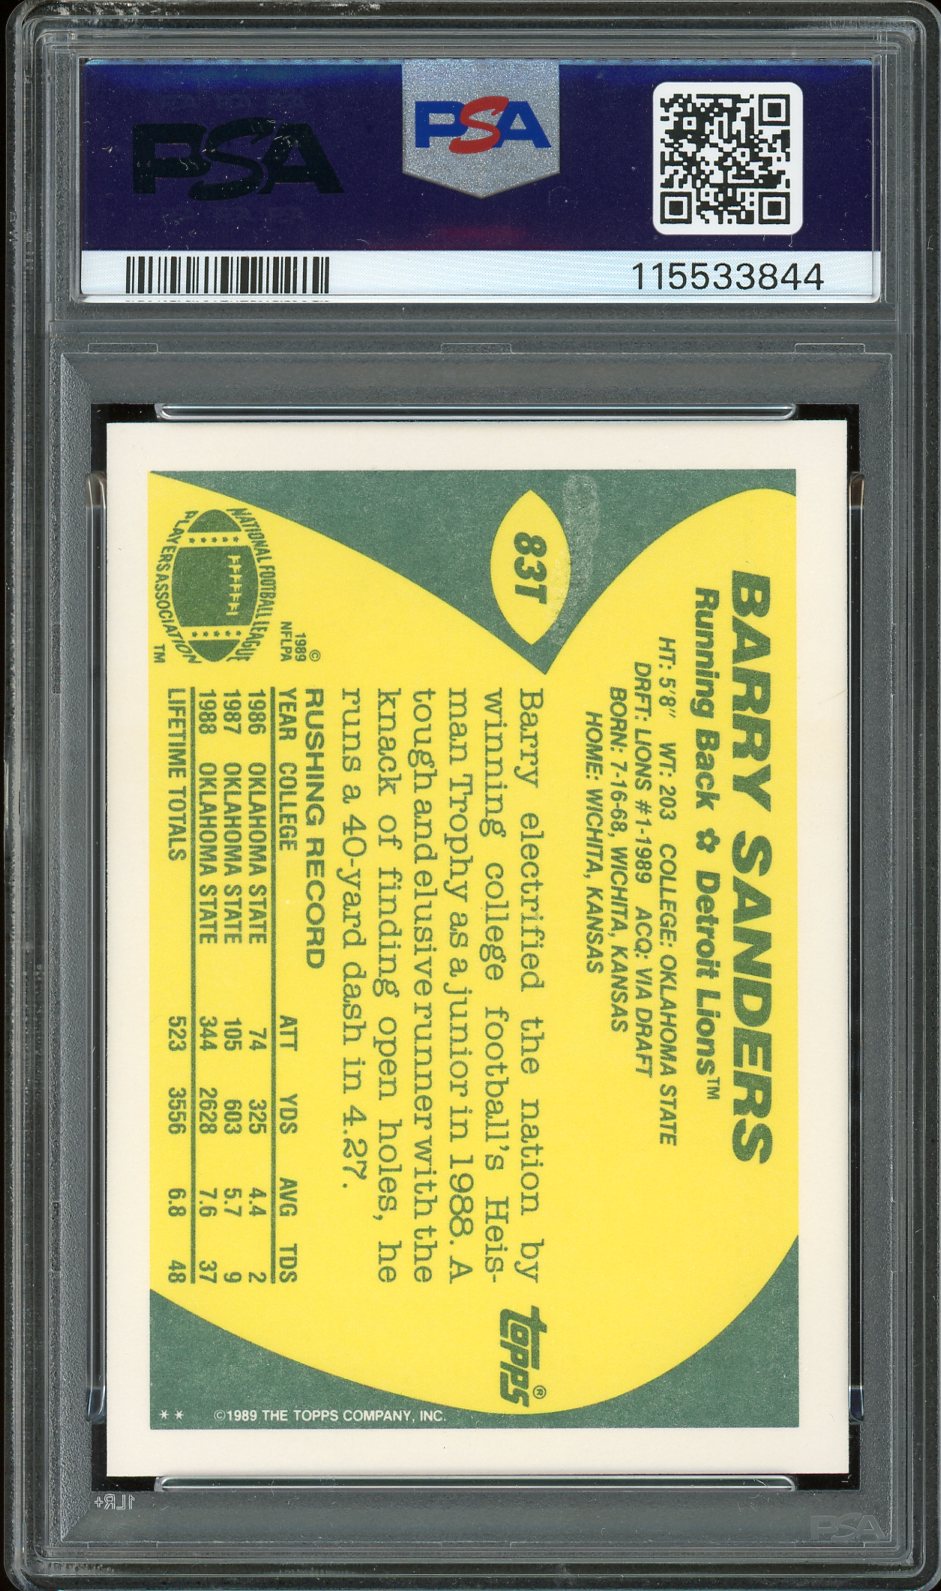 PSA
PSA
115533844
83T
BARRY SANDERS
Running Back ✽ Detroit Lions™
HT: 5'8" WT: 203 COLLEGE: OKLAHOMA STATE
DRFT: LIONS #1-1989 ACQ: VIA DRAFT
BORN: 7-16-68, WICHITA, KANSAS
HOME: WICHITA, KANSAS
Barry electrified the nation by
winning college football's Heis-
man Trophy as a junior in 1988. A
tough and elusive runner with the
knack of finding open holes, he
runs a 40-yard dash in 4.27.
RUSHING RECORD
YEAR COLLEGE ATT YDS AVG TDS
1986 OKLAHOMA STATE 74 325 4.4 2
1987 OKLAHOMA STATE 105 603 5.7 9
1988 OKLAHOMA STATE 344 2628 7.6 37
LIFETIME TOTALS 523 3556 6.8 48
© 1989 NFLPA
NATIONAL FOOTBALL LEAGUE
PLAYERS ASSOCIATION ™
topps®
** ©1989 THE TOPPS COMPANY, INC.
1LR+
PSA